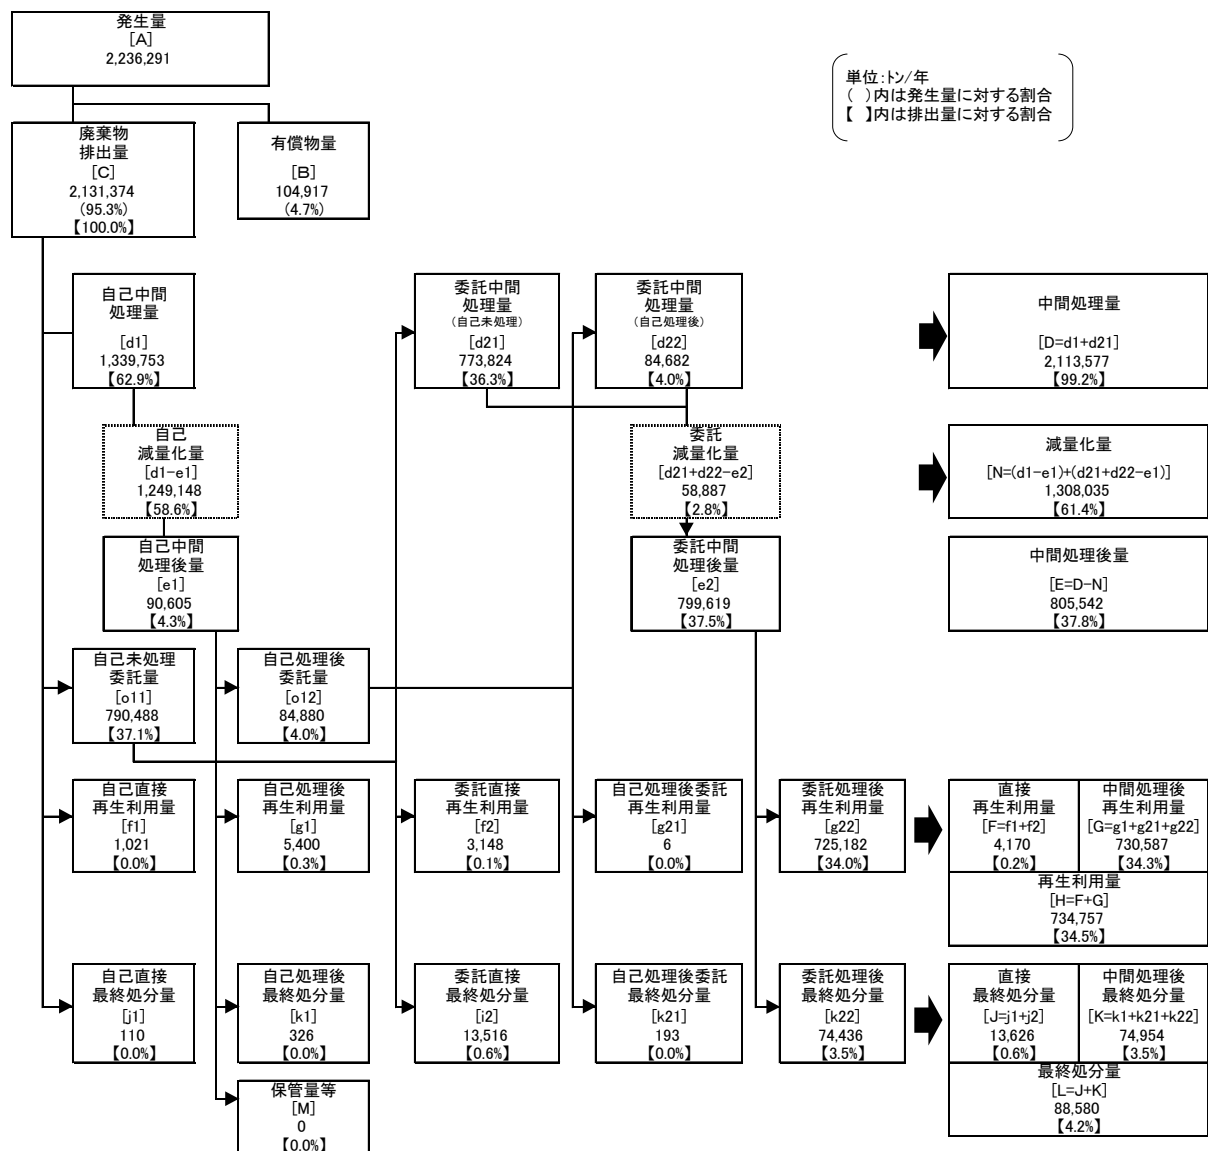 発生量
[A]
2,236,291
単位：トン/年
（ ）内は発生量に対する割合
【 】内は排出量に対する割合
廃棄物
排出量
[C]
2,131,374
(95.3%)
【100.0%】
有償物量
[B]
104,917
(4.7%)
自己中間
処理量
[d1]
1,339,753
【62.9%】
委託中間
処理量
（自己未処理）
[d21]
773,824
【36.3%】
委託中間
処理量
（自己処理後）
[d22]
84,682
【4.0%】
中間処理量
[D=d1+d21]
2,113,577
【99.2%】
自己
減量化量
[d1-e1]
1,249,148
【58.6%】
委託
減量化量
[d21+d22-e2]
58,887
【2.8%】
減量化量
[N=(d1-e1)+(d21+d22-e1)]
1,308,035
【61.4%】
自己中間
処理後量
[e1]
90,605
【4.3%】
委託中間
処理後量
[e2]
799,619
【37.5%】
中間処理後量
[E=D-N]
805,542
【37.8%】
自己未処理
委託量
[o11]
790,488
【37.1%】
自己処理後
委託量
[o12]
84,880
【4.0%】
自己直接
再生利用量
[f1]
1,021
【0.0%】
自己処理後
再生利用量
[g1]
5,400
【0.3%】
委託直接
再生利用量
[f2]
3,148
【0.1%】
自己処理後委託
再生利用量
[g21]
6
【0.0%】
委託処理後
再生利用量
[g22]
725,182
【34.0%】
直接
再生利用量
[F=f1+f2]
4,170
【0.2%】
中間処理後
再生利用量
[G=g1+g21+g22]
730,587
【34.3%】
再生利用量
[H=F+G]
734,757
【34.5%】
自己直接
最終処分量
[j1]
110
【0.0%】
自己処理後
最終処分量
[k1]
326
【0.0%】
委託直接
最終処分量
[i2]
13,516
【0.6%】
自己処理後委託
最終処分量
[k21]
193
【0.0%】
委託処理後
最終処分量
[k22]
74,436
【3.5%】
直接
最終処分量
[J=j1+j2]
13,626
【0.6%】
中間処理後
最終処分量
[K=k1+k21+k22]
74,954
【3.5%】
最終処分量
[L=J+K]
88,580
【4.2%】
保管量等
[M]
0
【0.0%】